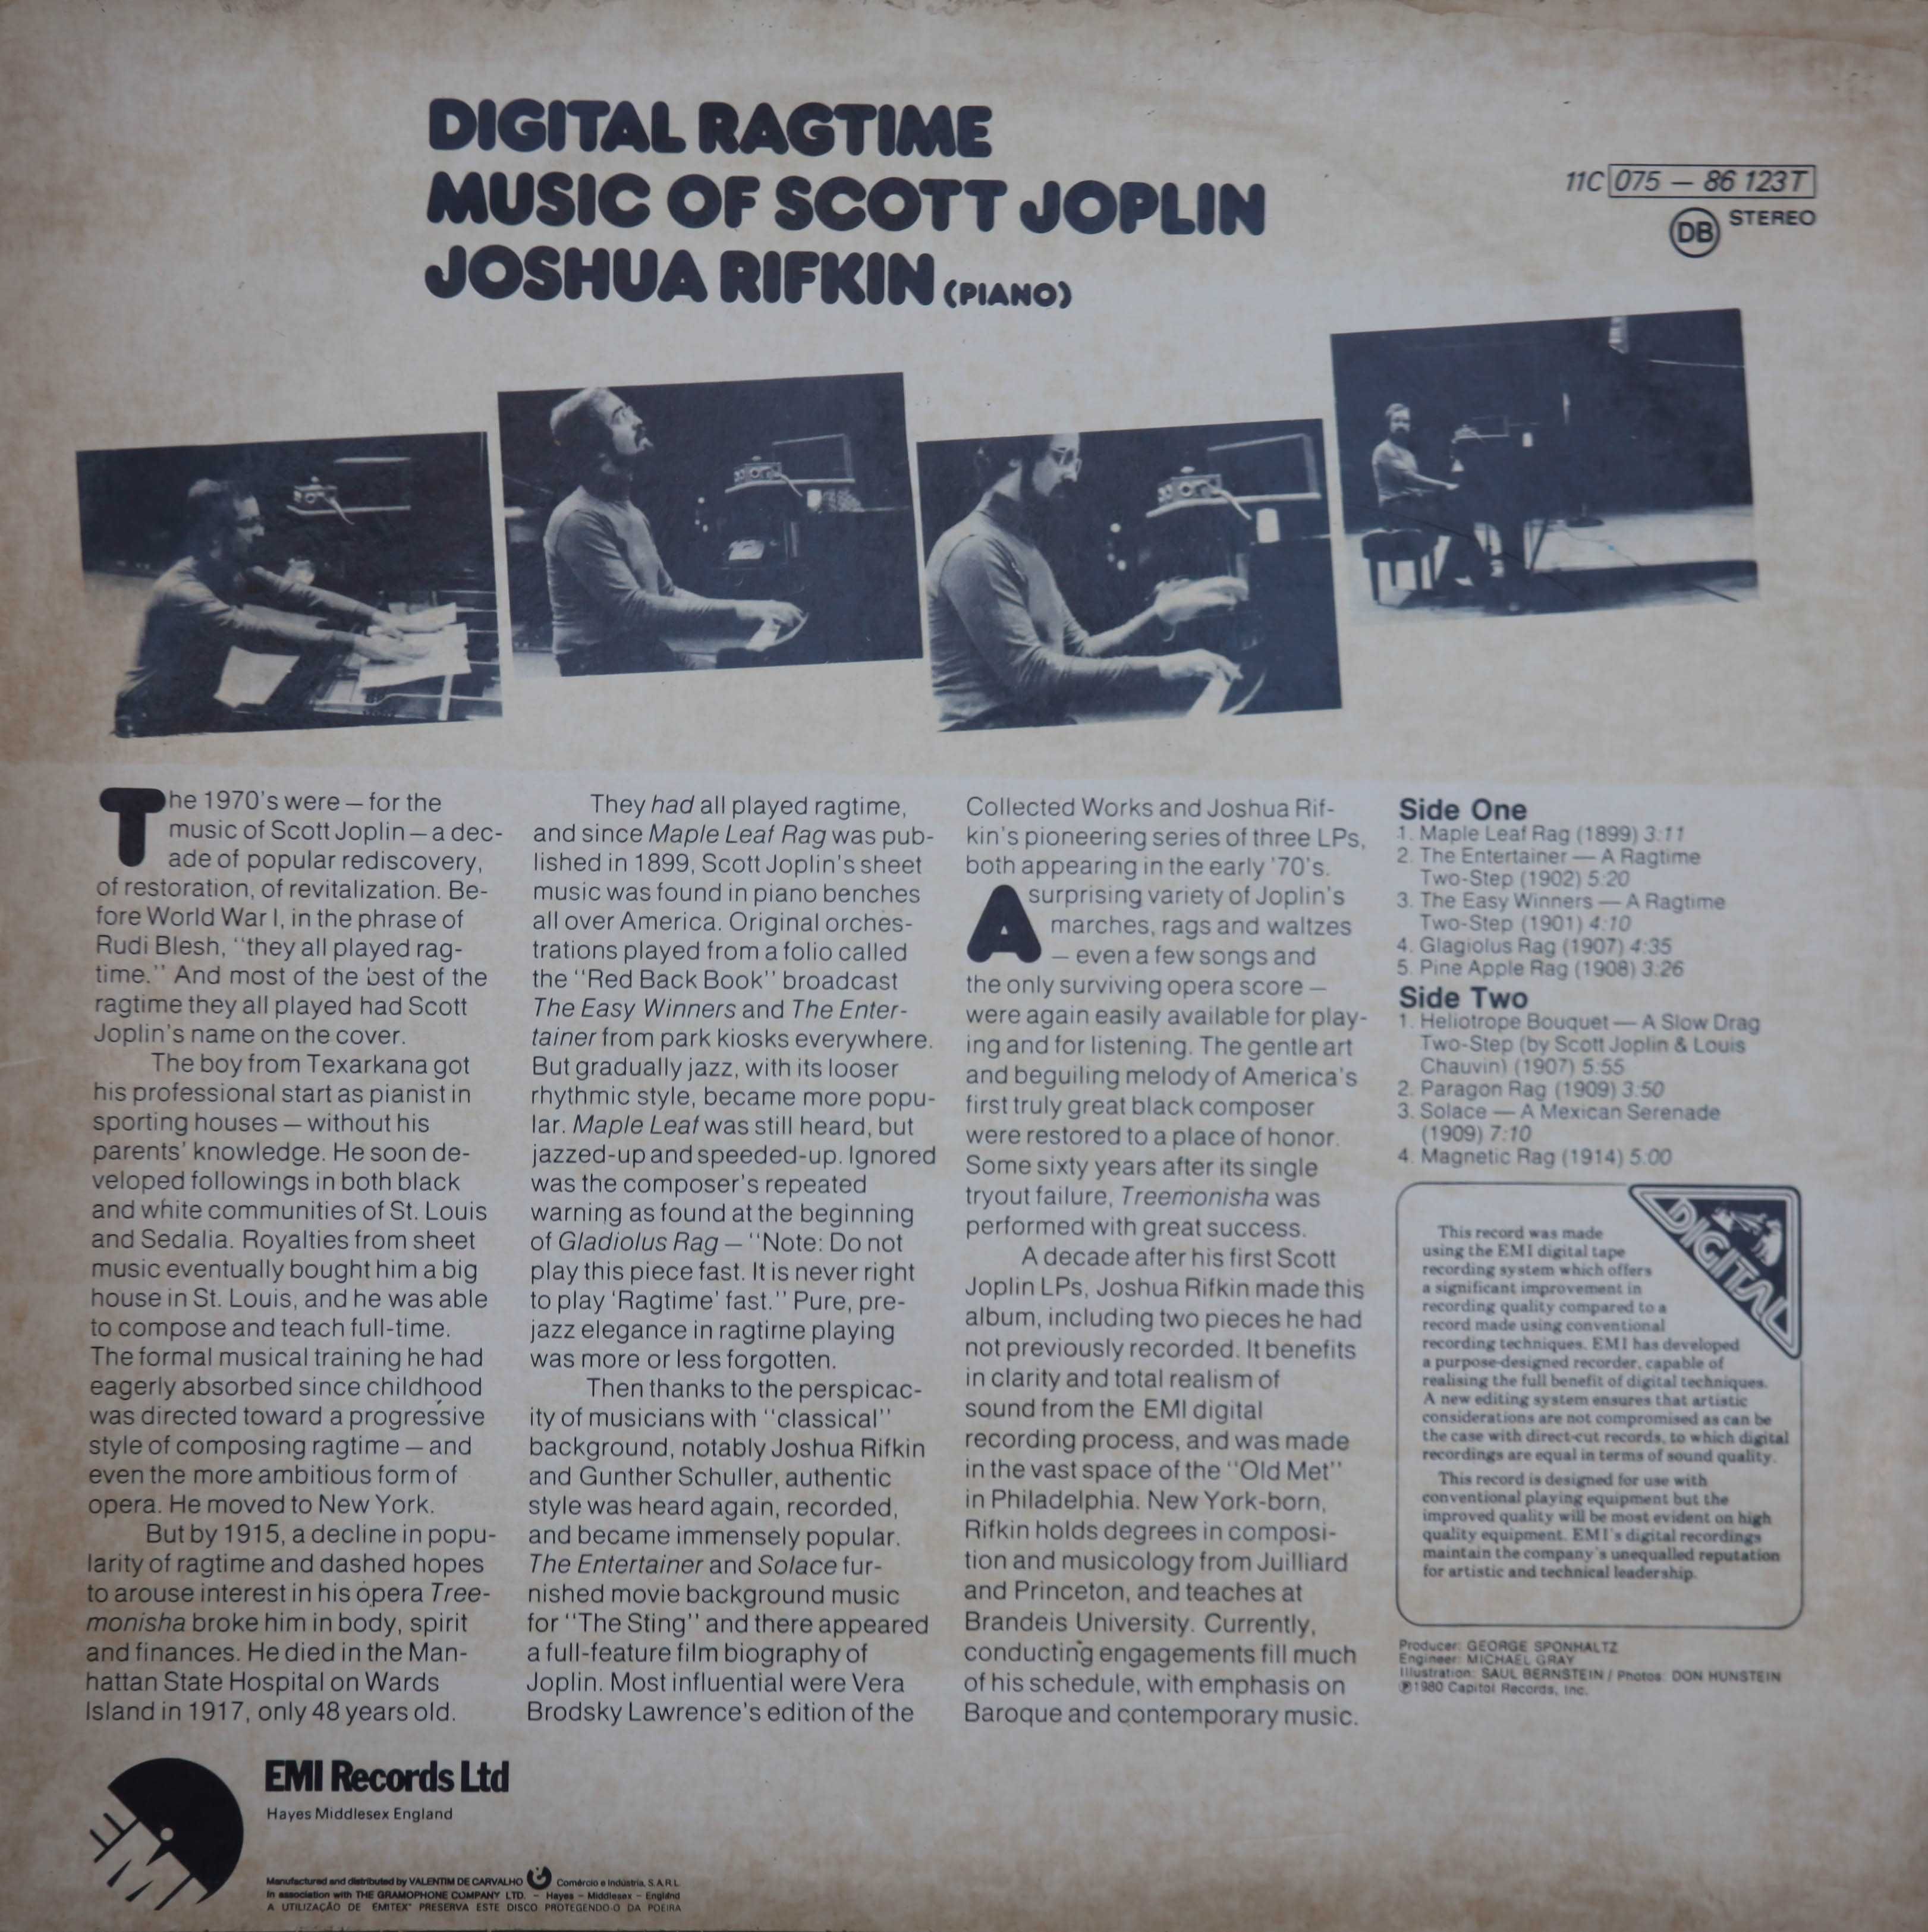 DIGITAL RAGTIME
MUSIC OF SCOTT JOPLIN
JOSHUA RIFKIN (PIANO)
11C 075 – 86 123T
DB STEREO
The 1970's were – for the
music of Scott Joplin – a dec-
ade of popular rediscovery,
of restoration, of revitalization. Be-
fore World War I, in the phrase of
Rudi Blesh, "they all played rag-
time." And most of the best of the
ragtime they all played had Scott
Joplin's name on the cover.
The boy from Texarkana got
his professional start as pianist in
sporting houses – without his
parents' knowledge. He soon de-
veloped followings in both black
and white communities of St. Louis
and Sedalia. Royalties from sheet
music eventually bought him a big
house in St. Louis, and he was able
to compose and teach full-time.
The formal musical training he had
eagerly absorbed since childhood
was directed toward a progressive
style of composing ragtime – and
even the more ambitious form of
opera. He moved to New York.
But by 1915, a decline in popu-
larity of ragtime and dashed hopes
to arouse interest in his opera Tree-
monisha broke him in body, spirit
and finances. He died in the Man-
hattan State Hospital on Wards
Island in 1917, only 48 years old.
They had all played ragtime,
and since Maple Leaf Rag was pub-
lished in 1899, Scott Joplin's sheet
music was found in piano benches
all over America. Original orches-
trations played from a folio called
the "Red Back Book" broadcast
The Easy Winners and The Enter-
tainer from park kiosks everywhere.
But gradually jazz, with its looser
rhythmic style, became more popu-
lar. Maple Leaf was still heard, but
jazzed-up and speeded-up. Ignored
was the composer's repeated
warning as found at the beginning
of Gladiolus Rag – "Note: Do not
play this piece fast. It is never right
to play 'Ragtime' fast." Pure, pre-
jazz elegance in ragtime playing
was more or less forgotten.
Then thanks to the perspicac-
ity of musicians with "classical"
background, notably Joshua Rifkin
and Gunther Schuller, authentic
style was heard again, recorded,
and became immensely popular.
The Entertainer and Solace fur-
nished movie background music
for "The Sting" and there appeared
a full-feature film biography of
Joplin. Most influential were Vera
Brodsky Lawrence's edition of the
Collected Works and Joshua Rif-
kin's pioneering series of three LPs,
both appearing in the early '70's.
A surprising variety of Joplin's
marches, rags and waltzes
– even a few songs and
the only surviving opera score –
were again easily available for play-
ing and for listening. The gentle art
and beguiling melody of America's
first truly great black composer
were restored to a place of honor.
Some sixty years after its single
tryout failure, Treemonisha was
performed with great success.
A decade after his first Scott
Joplin LPs, Joshua Rifkin made this
album, including two pieces he had
not previously recorded. It benefits
in clarity and total realism of
sound from the EMI digital
recording process, and was made
in the vast space of the "Old Met"
in Philadelphia. New York-born,
Rifkin holds degrees in composi-
tion and musicology from Juilliard
and Princeton, and teaches at
Brandeis University. Currently,
conducting engagements fill much
of his schedule, with emphasis on
Baroque and contemporary music.
Side One
1. Maple Leaf Rag (1899) 3:11
2. The Entertainer — A Ragtime
Two-Step (1902) 5:20
3. The Easy Winners — A Ragtime
Two-Step (1901) 4:10
4. Glagiolus Rag (1907) 4:35
5. Pine Apple Rag (1908) 3:26
Side Two
1. Heliotrope Bouquet — A Slow Drag
Two-Step (by Scott Joplin & Louis
Chauvin) (1907) 5:55
2. Paragon Rag (1909) 3:50
3. Solace — A Mexican Serenade
(1909) 7:10
4. Magnetic Rag (1914) 5:00
DIGITAL
This record was made
using the EMI digital tape
recording system which offers
a significant improvement in
recording quality compared to a
record made using conventional
recording techniques. EMI has developed
a purpose-designed recorder, capable of
realising the full benefit of digital techniques.
A new editing system ensures that artistic
considerations are not compromised as can be
the case with direct-cut records, to which digital
recordings are equal in terms of sound quality.
This record is designed for use with
conventional playing equipment but the
improved quality will be most evident on high
quality equipment. EMI's digital recordings
maintain the company's unequalled reputation
for artistic and technical leadership.
Producer: GEORGE SPONHALTZ
Engineer: MICHAEL GRAY
Illustration: SAUL BERNSTEIN / Photos: DON HUNSTEIN
℗1980 Capitol Records, Inc.
EMI Records Ltd
Hayes Middlesex England
Manufactured and distributed by VALENTIM DE CARVALHO Comércio e Indústria, S.A.R.L.
In association with THE GRAMOPHONE COMPANY LTD. – Hayes – Middlesex – England
A UTILIZAÇÃO DE EMITEX* PRESERVA ESTE DISCO PROTEGENDO-O DA POEIRA